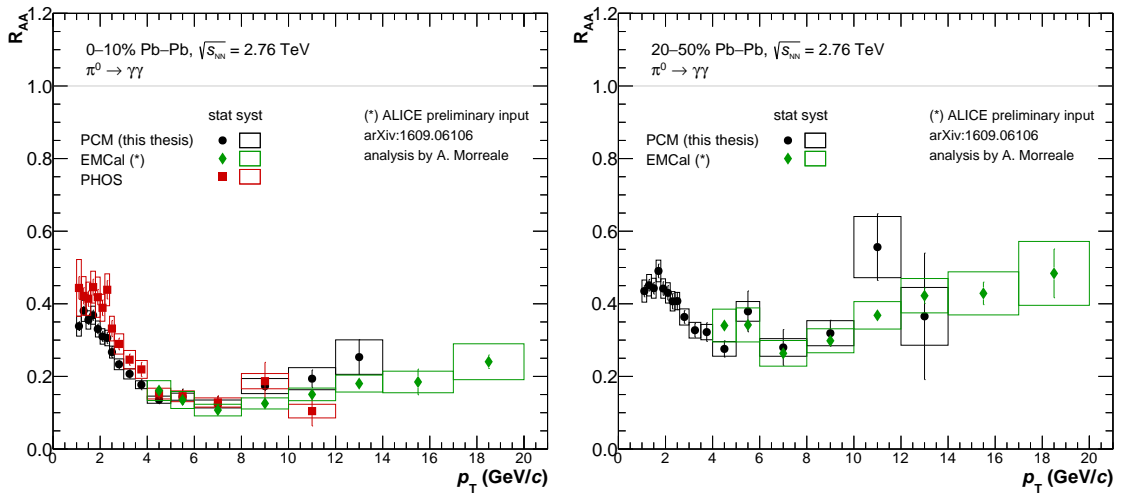 R_AA
1.2
1.0
0.8
0.6
0.4
0.2
0.0
0–10% Pb–Pb, √s_NN = 2.76 TeV
π⁰ → γγ
stat syst
PCM (this thesis)
EMCal (*)
PHOS
(*) ALICE preliminary input
arXiv:1609.06106
analysis by A. Morreale
0 2 4 6 8 10 12 14 16 18 20
p_T (GeV/c)
R_AA
1.2
1.0
0.8
0.6
0.4
0.2
0.0
20–50% Pb–Pb, √s_NN = 2.76 TeV
π⁰ → γγ
stat syst
PCM (this thesis)
EMCal (*)
(*) ALICE preliminary input
arXiv:1609.06106
analysis by A. Morreale
0 2 4 6 8 10 12 14 16 18 20
p_T (GeV/c)